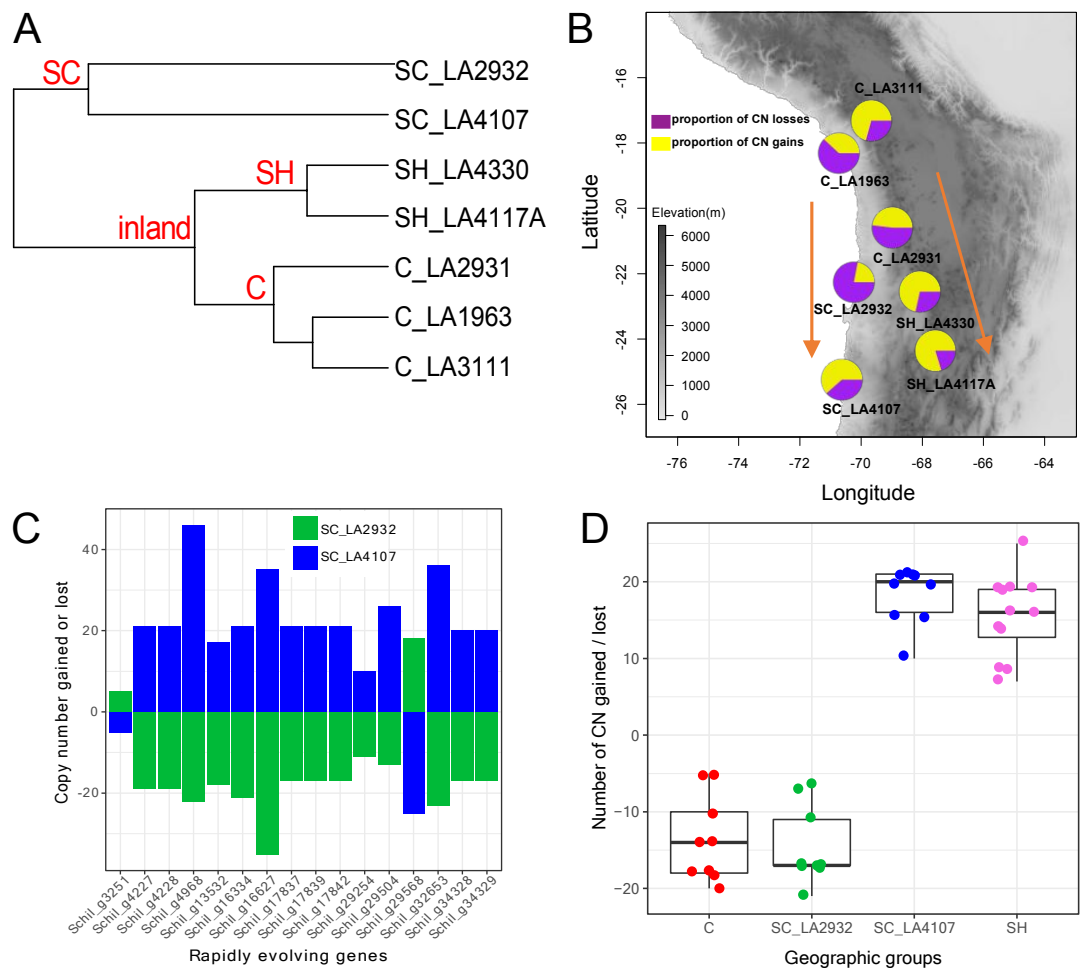 A
SC
SC_LA2932
SC_LA4107
SH
SH_LA4330
SH_LA4117A
inland
C
C_LA2931
C_LA1963
C_LA3111
B
Latitude
-16
-18
-20
-22
-24
-26
proportion of CN losses
proportion of CN gains
Elevation(m)
6000
5000
4000
3000
2000
1000
0
C_LA3111
C_LA1963
C_LA2931
SC_LA2932
SH_LA4330
SH_LA4117A
SC_LA4107
-76
-74
-72
-70
-68
-66
-64
Longitude
C
Copy number gained or lost
40
20
0
-20
SC_LA2932
SC_LA4107
Schil_g3251
Schil_g4227
Schil_g4228
Schil_g4968
Schil_g13532
Schil_g16334
Schil_g16627
Schil_g17837
Schil_g17839
Schil_g17842
Schil_g29254
Schil_g29504
Schil_g29568
Schil_g32653
Schil_g34328
Schil_g34329
Rapidly evolving genes
D
Number of CN gained / lost
20
10
0
−10
−20
C
SC_LA2932
SC_LA4107
SH
Geographic groups